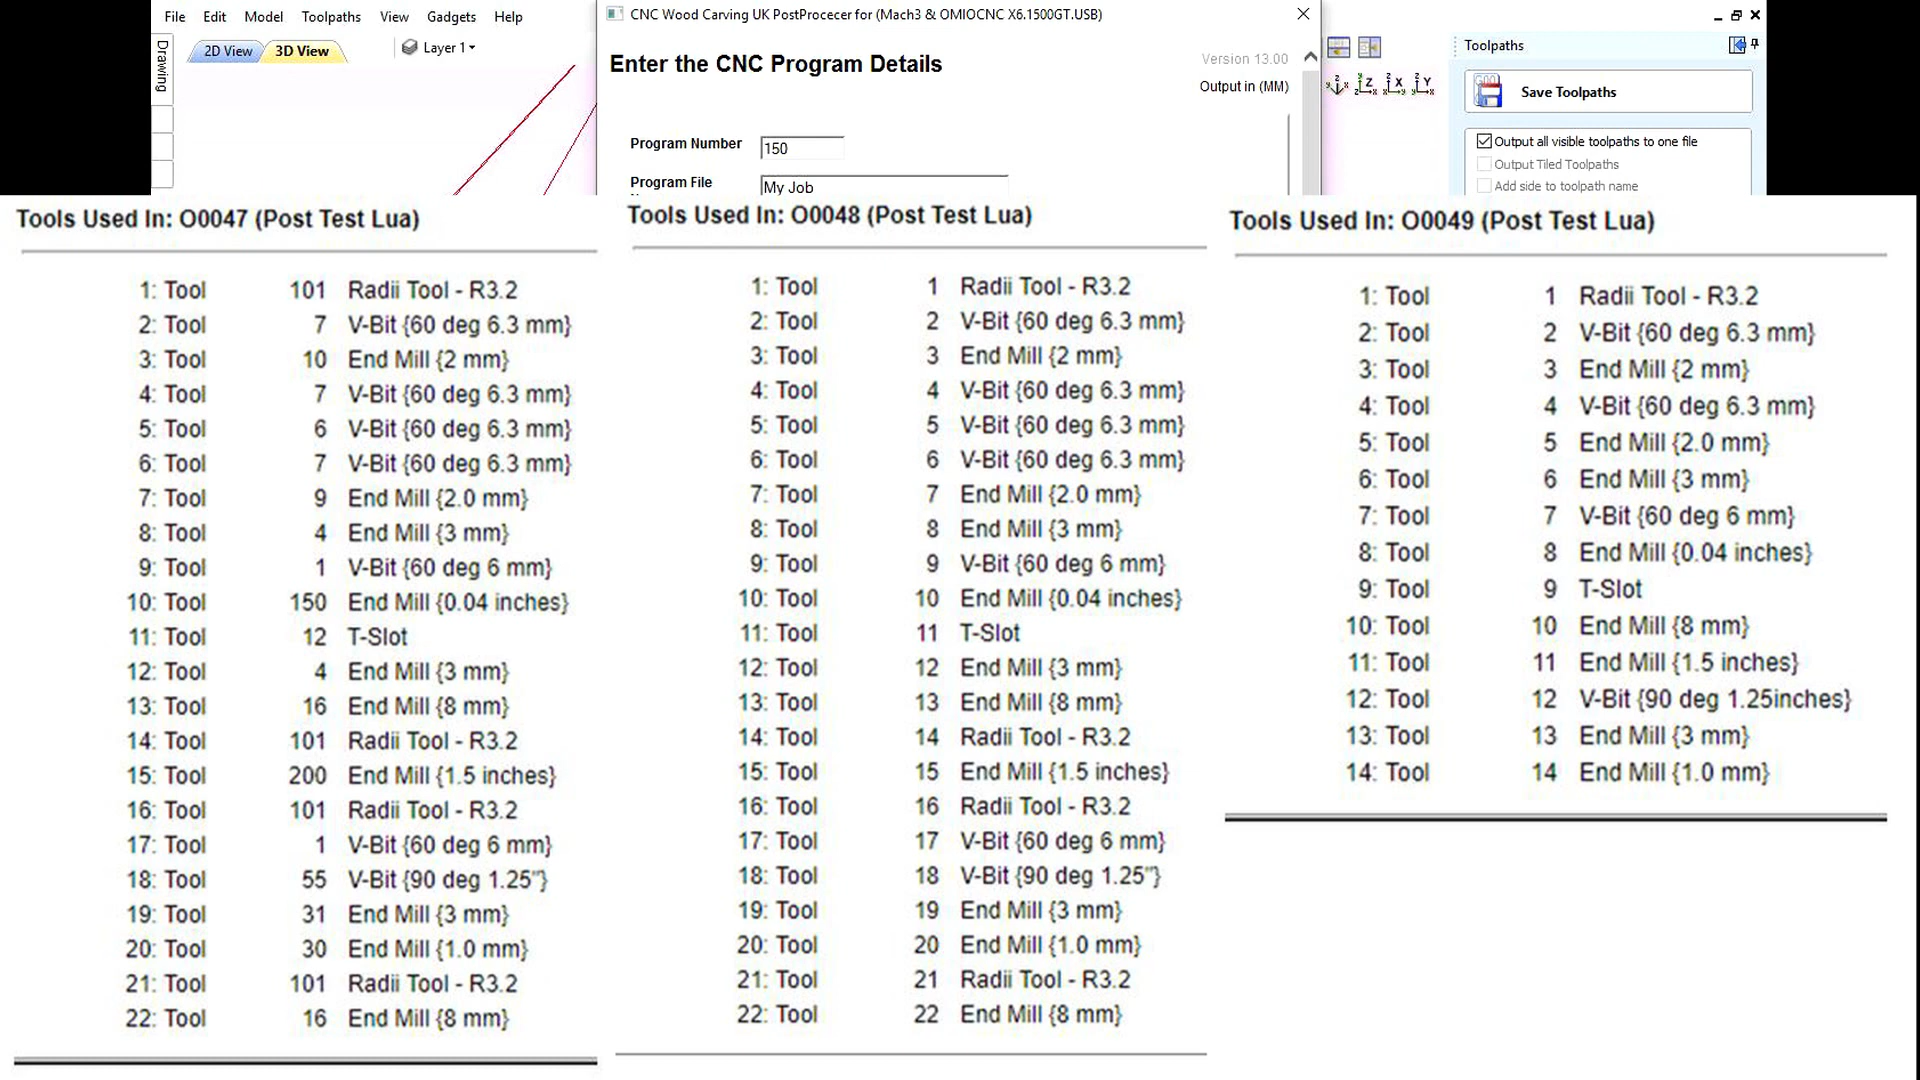 File Edit Model Toolpaths View Gadgets Help
Drawing
2D View 3D View Layer 1
CNC Wood Carving UK PostProcecer for (Mach3 & OMIOCNC X6.1500GT.USB)
Enter the CNC Program Details
Version 13.00
Output in (MM)
Program Number 150
Program File My Job
Toolpaths
Save Toolpaths
Output all visible toolpaths to one file
Output Tiled Toolpaths
Add side to toolpath name
Tools Used In: O0047 (Post Test Lua)
1: Tool 101 Radii Tool - R3.2
2: Tool 7 V-Bit {60 deg 6.3 mm}
3: Tool 10 End Mill {2 mm}
4: Tool 7 V-Bit {60 deg 6.3 mm}
5: Tool 6 V-Bit {60 deg 6.3 mm}
6: Tool 7 V-Bit {60 deg 6.3 mm}
7: Tool 9 End Mill {2.0 mm}
8: Tool 4 End Mill {3 mm}
9: Tool 1 V-Bit {60 deg 6 mm}
10: Tool 150 End Mill {0.04 inches}
11: Tool 12 T-Slot
12: Tool 4 End Mill {3 mm}
13: Tool 16 End Mill {8 mm}
14: Tool 101 Radii Tool - R3.2
15: Tool 200 End Mill {1.5 inches}
16: Tool 101 Radii Tool - R3.2
17: Tool 1 V-Bit {60 deg 6 mm}
18: Tool 55 V-Bit {90 deg 1.25"}
19: Tool 31 End Mill {3 mm}
20: Tool 30 End Mill {1.0 mm}
21: Tool 101 Radii Tool - R3.2
22: Tool 16 End Mill {8 mm}
Tools Used In: O0048 (Post Test Lua)
1: Tool 1 Radii Tool - R3.2
2: Tool 2 V-Bit {60 deg 6.3 mm}
3: Tool 3 End Mill {2 mm}
4: Tool 4 V-Bit {60 deg 6.3 mm}
5: Tool 5 V-Bit {60 deg 6.3 mm}
6: Tool 6 V-Bit {60 deg 6.3 mm}
7: Tool 7 End Mill {2.0 mm}
8: Tool 8 End Mill {3 mm}
9: Tool 9 V-Bit {60 deg 6 mm}
10: Tool 10 End Mill {0.04 inches}
11: Tool 11 T-Slot
12: Tool 12 End Mill {3 mm}
13: Tool 13 End Mill {8 mm}
14: Tool 14 Radii Tool - R3.2
15: Tool 15 End Mill {1.5 inches}
16: Tool 16 Radii Tool - R3.2
17: Tool 17 V-Bit {60 deg 6 mm}
18: Tool 18 V-Bit {90 deg 1.25"}
19: Tool 19 End Mill {3 mm}
20: Tool 20 End Mill {1.0 mm}
21: Tool 21 Radii Tool - R3.2
22: Tool 22 End Mill {8 mm}
Tools Used In: O0049 (Post Test Lua)
1: Tool 1 Radii Tool - R3.2
2: Tool 2 V-Bit {60 deg 6.3 mm}
3: Tool 3 End Mill {2 mm}
4: Tool 4 V-Bit {60 deg 6.3 mm}
5: Tool 5 End Mill {2.0 mm}
6: Tool 6 End Mill {3 mm}
7: Tool 7 V-Bit {60 deg 6 mm}
8: Tool 8 End Mill {0.04 inches}
9: Tool 9 T-Slot
10: Tool 10 End Mill {8 mm}
11: Tool 11 End Mill {1.5 inches}
12: Tool 12 V-Bit {90 deg 1.25inches}
13: Tool 13 End Mill {3 mm}
14: Tool 14 End Mill {1.0 mm}